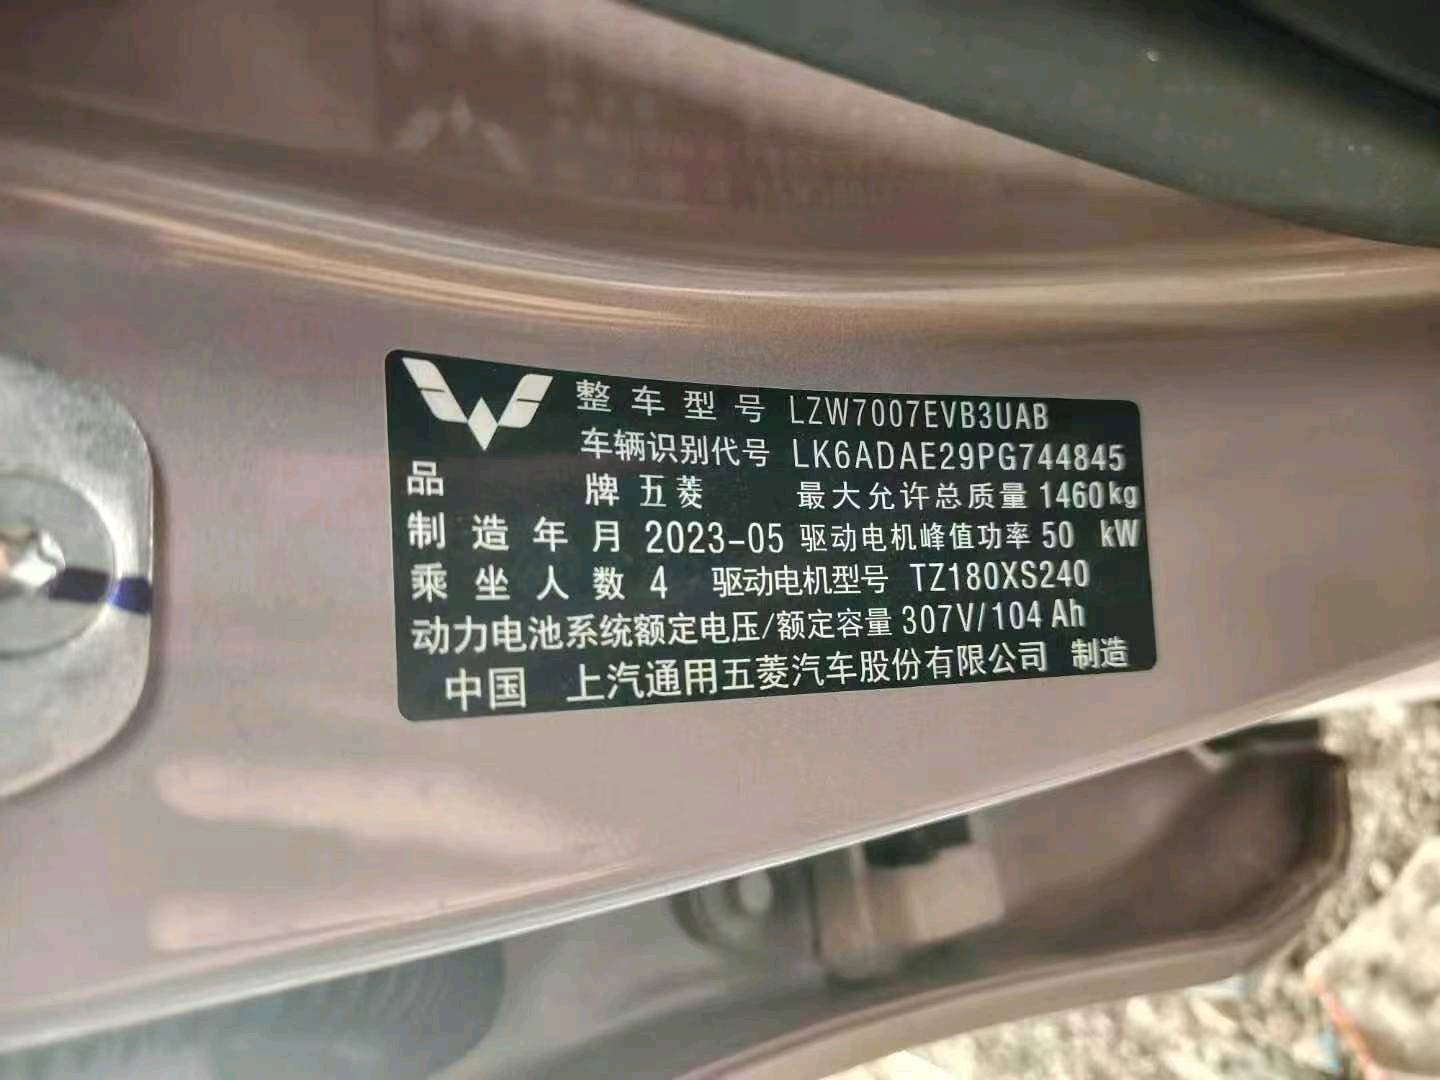 整车型号 LZW7007EVB3UAB
车辆识别代号 LK6ADAE29PG744845
品牌 五菱 最大允许总质量 1460kg
制造年月 2023-05 驱动电机峰值功率 50 kW
乘坐人数 4 驱动电机型号 TZ180XS240
动力电池系统额定电压/额定容量 307V/104 Ah
中国 上汽通用五菱汽车股份有限公司 制造